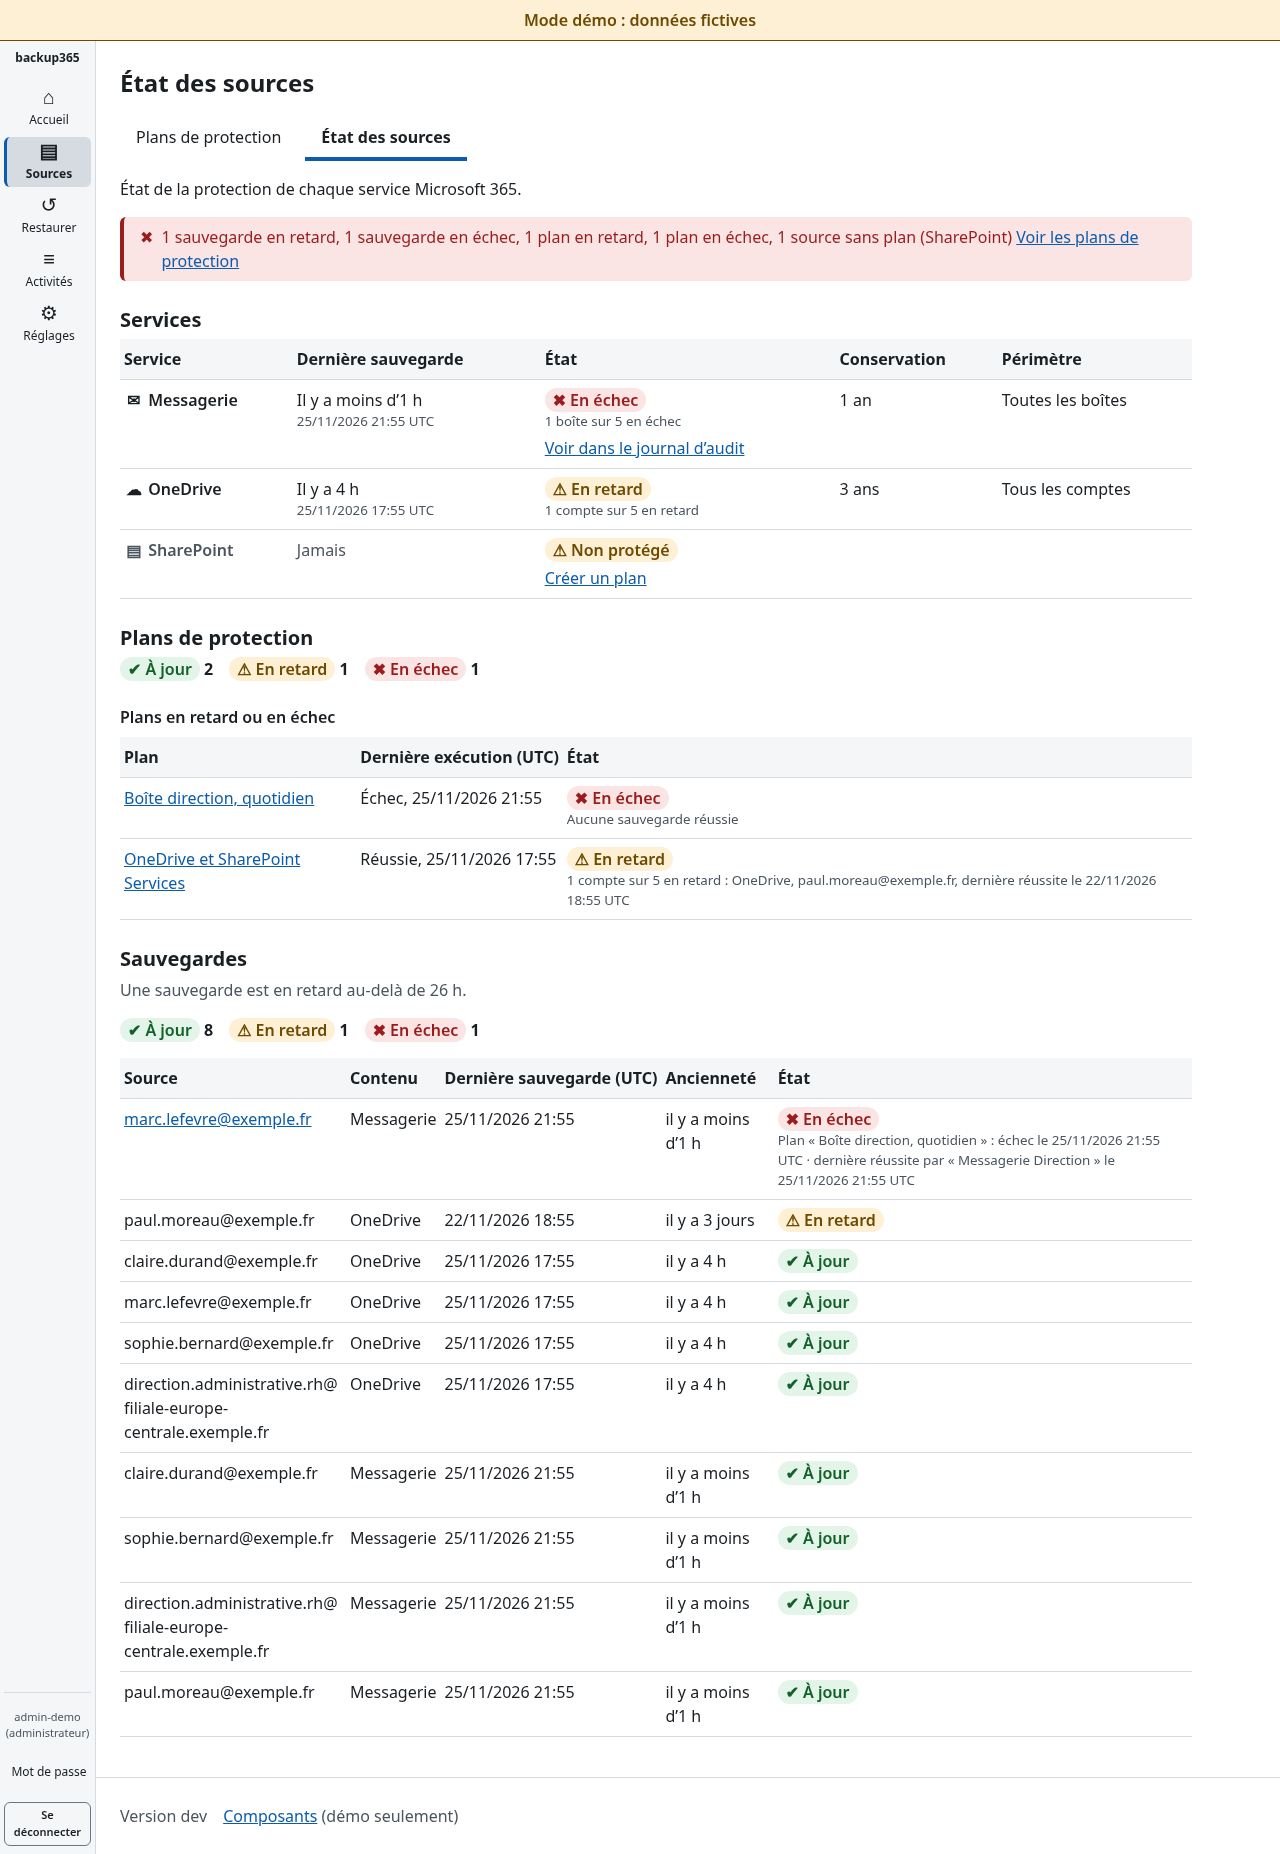 Mode démo : données fictives
backup365
Accueil
Sources
Restaurer
Activités
Réglages
admin-demo
(administrateur)
Mot de passe
Se
déconnecter
État des sources
Plans de protection État des sources
État de la protection de chaque service Microsoft 365.
✖ 1 sauvegarde en retard, 1 sauvegarde en échec, 1 plan en retard, 1 plan en échec, 1 source sans plan (SharePoint) Voir les plans de
protection
Services
Service Dernière sauvegarde État Conservation Périmètre
Messagerie Il y a moins d’1 h ✖ En échec 1 an Toutes les boîtes
25/11/2026 21:55 UTC 1 boîte sur 5 en échec
Voir dans le journal d’audit
OneDrive Il y a 4 h ⚠ En retard 3 ans Tous les comptes
25/11/2026 17:55 UTC 1 compte sur 5 en retard
SharePoint Jamais ⚠ Non protégé
Créer un plan
Plans de protection
✔ À jour 2 ⚠ En retard 1 ✖ En échec 1
Plans en retard ou en échec
Plan Dernière exécution (UTC) État
Boîte direction, quotidien Échec, 25/11/2026 21:55 ✖ En échec
Aucune sauvegarde réussie
OneDrive et SharePoint Réussie, 25/11/2026 17:55 ⚠ En retard
Services 1 compte sur 5 en retard : OneDrive, paul.moreau@exemple.fr, dernière réussite le 22/11/2026
18:55 UTC
Sauvegardes
Une sauvegarde est en retard au-delà de 26 h.
✔ À jour 8 ⚠ En retard 1 ✖ En échec 1
Source Contenu Dernière sauvegarde (UTC) Ancienneté État
marc.lefevre@exemple.fr Messagerie 25/11/2026 21:55 il y a moins ✖ En échec
d’1 h Plan « Boîte direction, quotidien » : échec le 25/11/2026 21:55
UTC · dernière réussite par « Messagerie Direction » le
25/11/2026 21:55 UTC
paul.moreau@exemple.fr OneDrive 22/11/2026 18:55 il y a 3 jours ⚠ En retard
claire.durand@exemple.fr OneDrive 25/11/2026 17:55 il y a 4 h ✔ À jour
marc.lefevre@exemple.fr OneDrive 25/11/2026 17:55 il y a 4 h ✔ À jour
sophie.bernard@exemple.fr OneDrive 25/11/2026 17:55 il y a 4 h ✔ À jour
direction.administrative.rh@ OneDrive 25/11/2026 17:55 il y a 4 h ✔ À jour
filiale-europe-
centrale.exemple.fr
claire.durand@exemple.fr Messagerie 25/11/2026 21:55 il y a moins ✔ À jour
d’1 h
sophie.bernard@exemple.fr Messagerie 25/11/2026 21:55 il y a moins ✔ À jour
d’1 h
direction.administrative.rh@ Messagerie 25/11/2026 21:55 il y a moins ✔ À jour
filiale-europe- d’1 h
centrale.exemple.fr
paul.moreau@exemple.fr Messagerie 25/11/2026 21:55 il y a moins ✔ À jour
d’1 h
Version dev Composants (démo seulement)